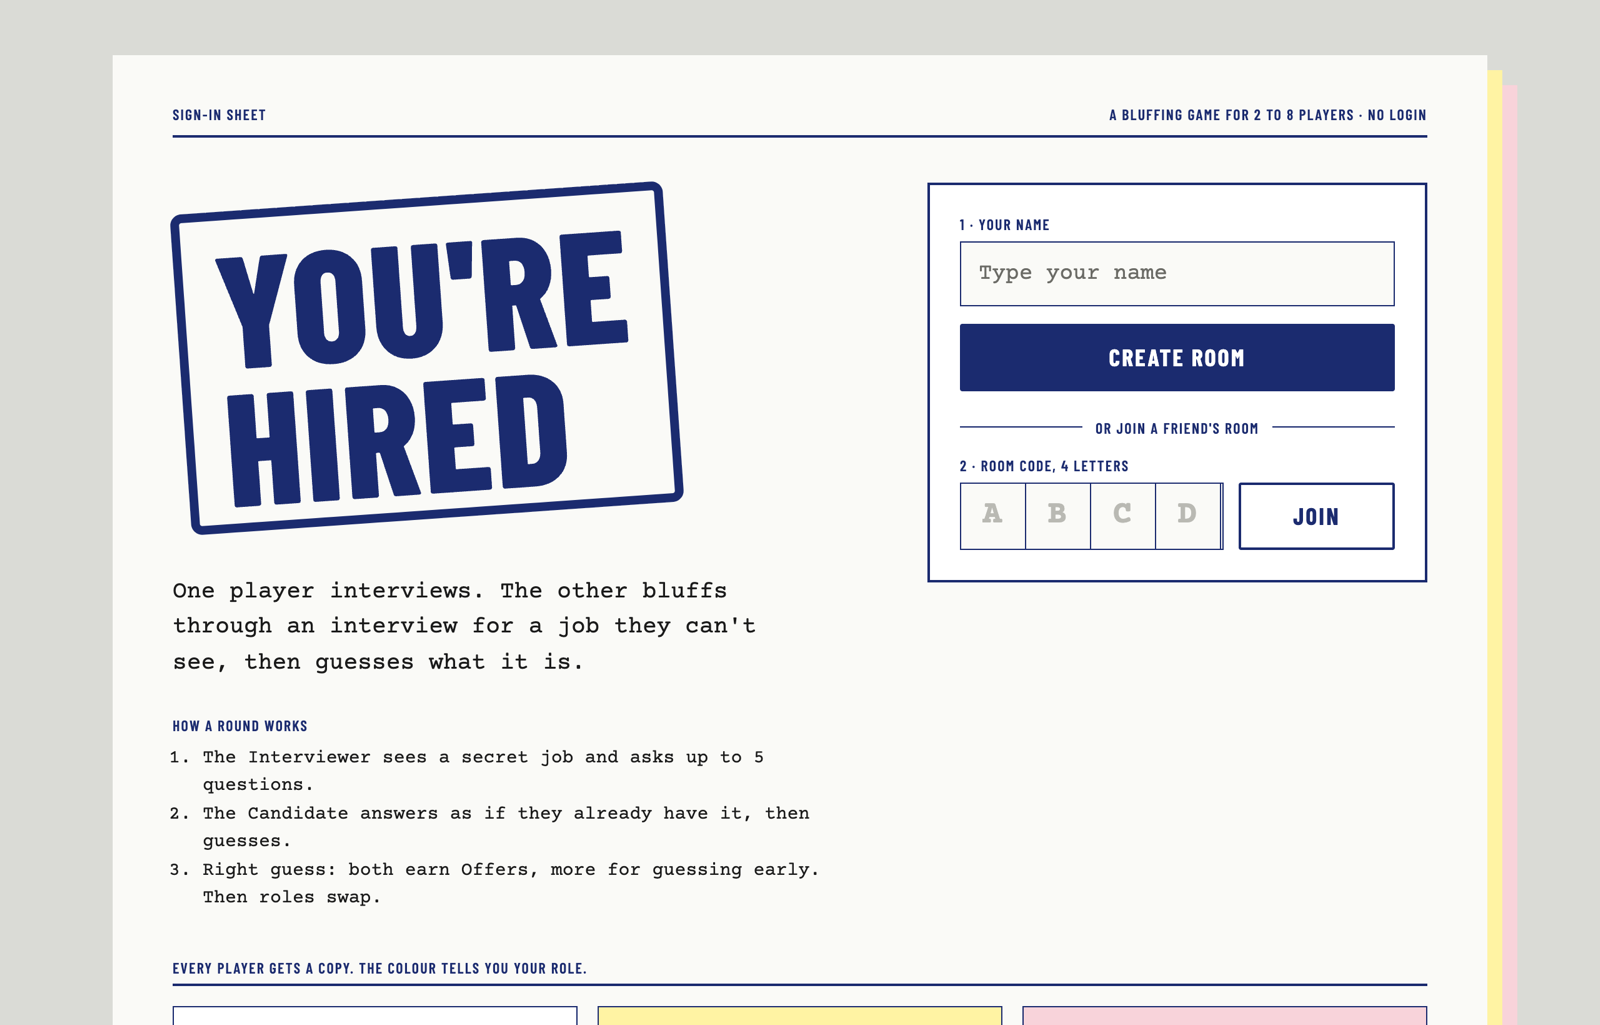 SIGN-IN SHEET
A BLUFFING GAME FOR 2 TO 8 PLAYERS · NO LOGIN
YOU'RE
HIRED
One player interviews. The other bluffs
through an interview for a job they can't
see, then guesses what it is.
HOW A ROUND WORKS
1. The Interviewer sees a secret job and asks up to 5
questions.
2. The Candidate answers as if they already have it, then
guesses.
3. Right guess: both earn Offers, more for guessing early.
Then roles swap.
1 · YOUR NAME
Type your name
CREATE ROOM
OR JOIN A FRIEND'S ROOM
2 · ROOM CODE, 4 LETTERS
A B C D
JOIN
EVERY PLAYER GETS A COPY. THE COLOUR TELLS YOU YOUR ROLE.